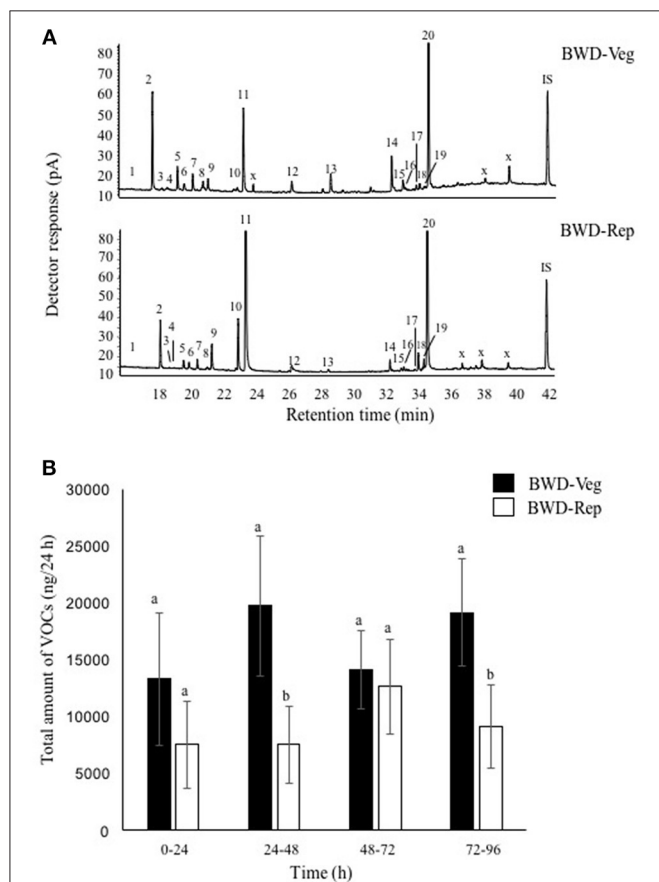 A
BWD-Veg
80
70
60
50
40
30
20
10
1 2 3 4 5 6 7 8 9 10 11 x 12 13 14 15 16 17 18 19 20 x x IS
BWD-Rep
80
70
60
50
40
30
20
10
1 2 3 4 5 6 7 8 9 10 11 12 13 14 15 16 17 18 19 20 x x x IS
Detector response (pA)
18 20 22 24 26 28 30 32 34 36 38 40 42
Retention time (min)
B
BWD-Veg
BWD-Rep
30000
25000
20000
15000
10000
5000
0
Total amount of VOCs (ng/24 h)
a a a b a a a b
0-24 24-48 48-72 72-96
Time (h)